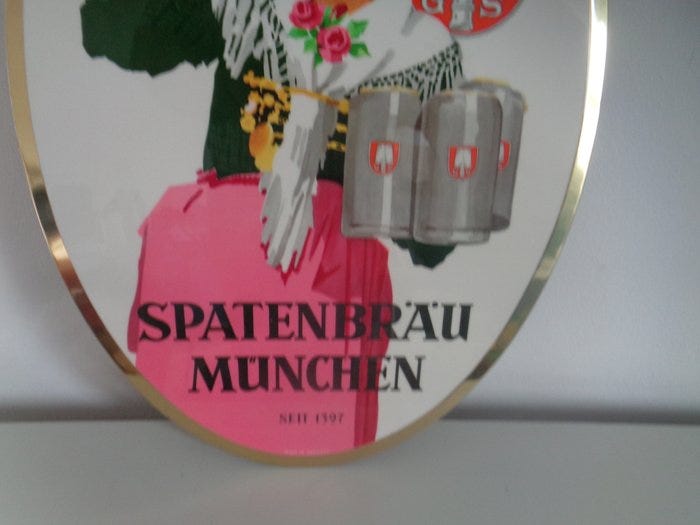 G S
SPATENBRÄU
MÜNCHEN
SEIT 1397